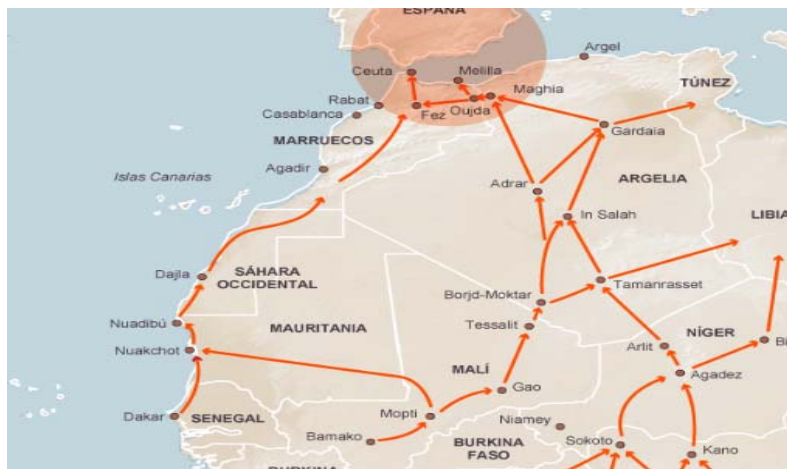 ESPAÑA
Argel
Ceuta
Melilla
TÚNEZ
Maghia
Rabat
Oujda
Fez
Casablanca
Gardaia
MARRUECOS
Islas Canarias
Agadir
ARGELIA
Adrar
In Salah
LIBIA
Dajla
SÁHARA
OCCIDENTAL
Tamanrasset
Borjd-Moktar
Nuadibú
MAURITANIA
Tessalit
NÍGER
Arlit
Nuakchot
MALÍ
Agadez
Gao
Dakar
SENEGAL
Mopti
Niamey
Bamako
BURKINA
FASO
Sokoto
Kano